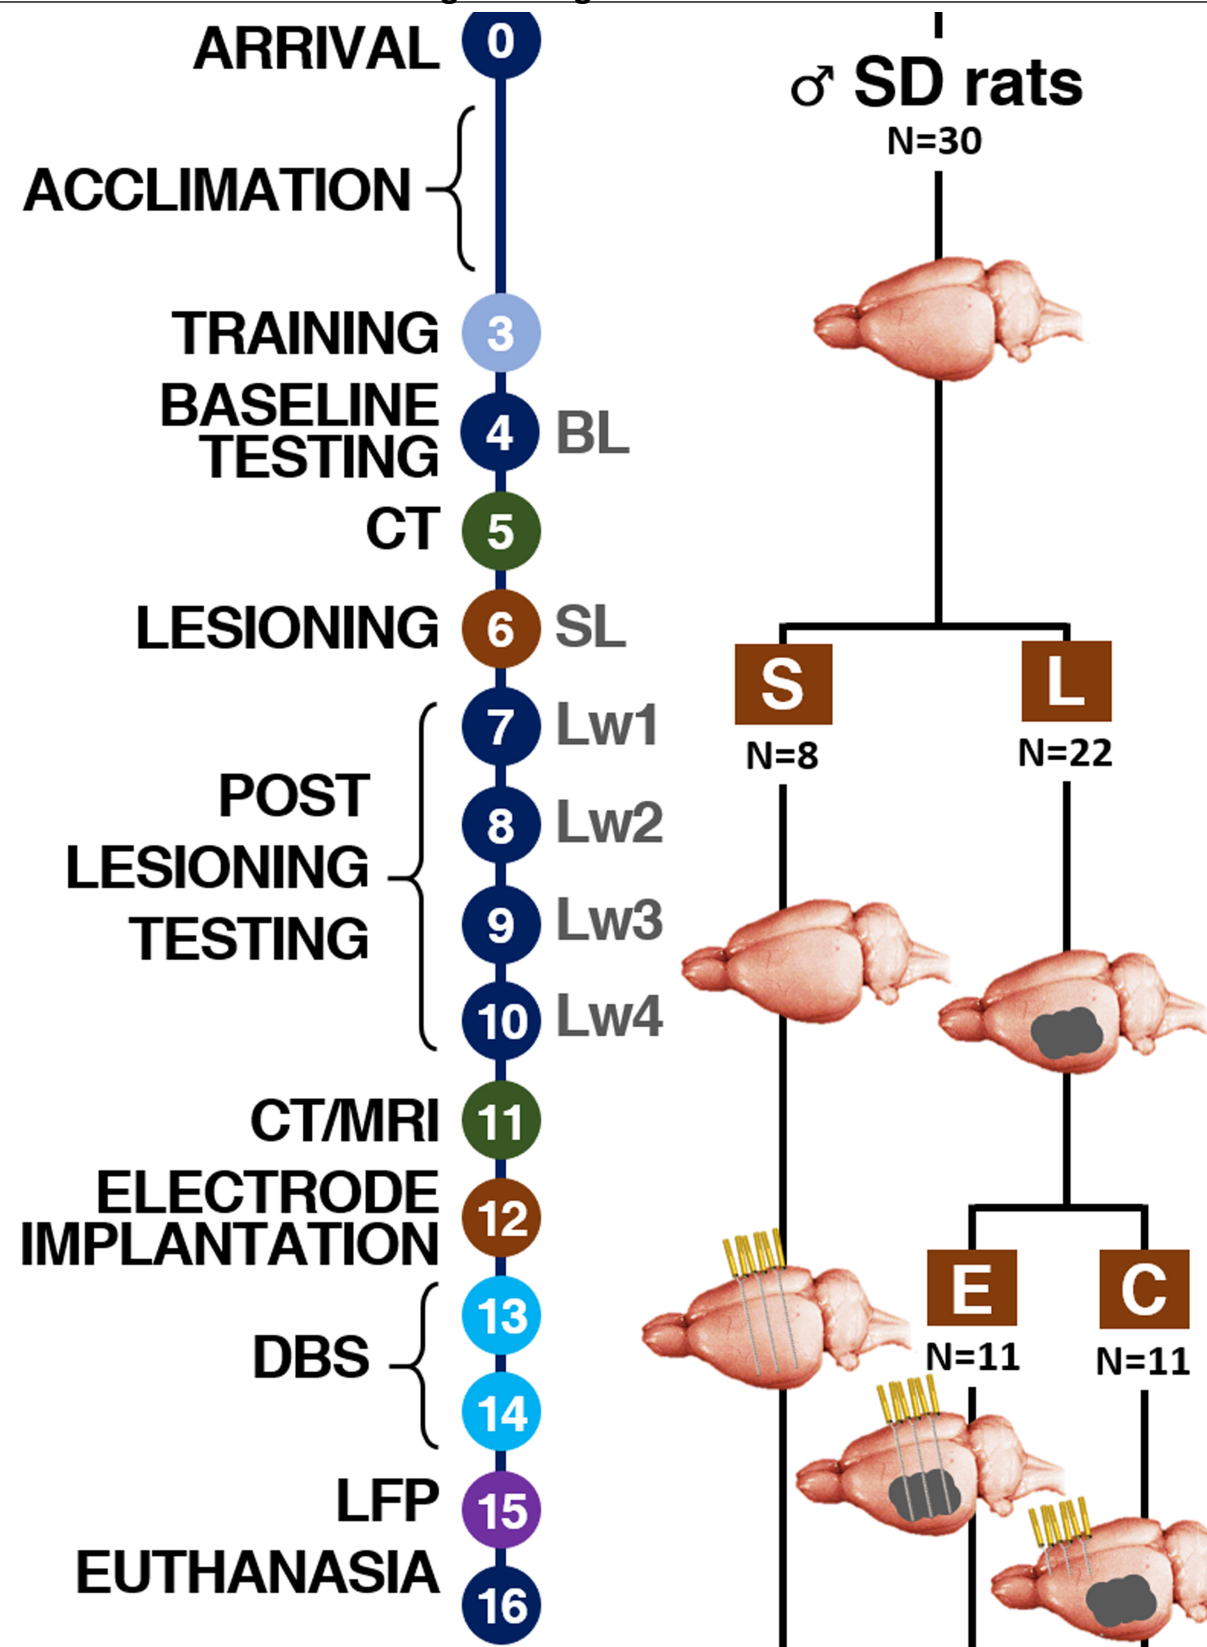 ARRIVAL 0
ACCLIMATION
TRAINING 3
BASELINE
TESTING
4 BL
CT 5
LESIONING 6 SL
7 Lw1
8 Lw2
9 Lw3
10 Lw4
POST
LESIONING
TESTING
CT/MRI 11
ELECTRODE
IMPLANTATION
12
13
DBS
14
LFP 15
EUTHANASIA 16
♂ SD rats
N=30
S
N=8
L
N=22
E
N=11
C
N=11